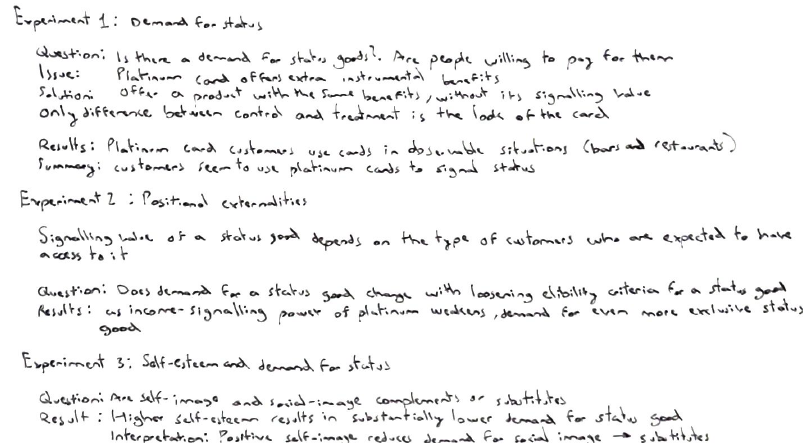 Experiment 1: Demand for status
Question: Is there a demand for status goods?. Are people willing to pay for them
Issue: Platinum card offers extra instrumental benefits
Solution: Offer a product with the same benefits, without its signalling value
Only difference between control and treatment is the look of the card
Results: Platinum card customers use cards in observable situations (bars and restaurants)
Summary: customers seem to use platinum cards to signal status
Experiment 2: Positional externalities
Signalling value of a status good depends on the type of customers who are expected to have
access to it
Question: Does demand for a status good change with loosening elibility criteria for a status good
Results: as income-signalling power of platinum weakens, demand for even more exclusive status
good
Experiment 3: Self-esteem and demand for status
Question: Are self-image and social-image complements or substitutes
Result: Higher self-esteem results in substantially lower demand for status good
Interpretation: Positive self-image reduces demand for social image → substitutes